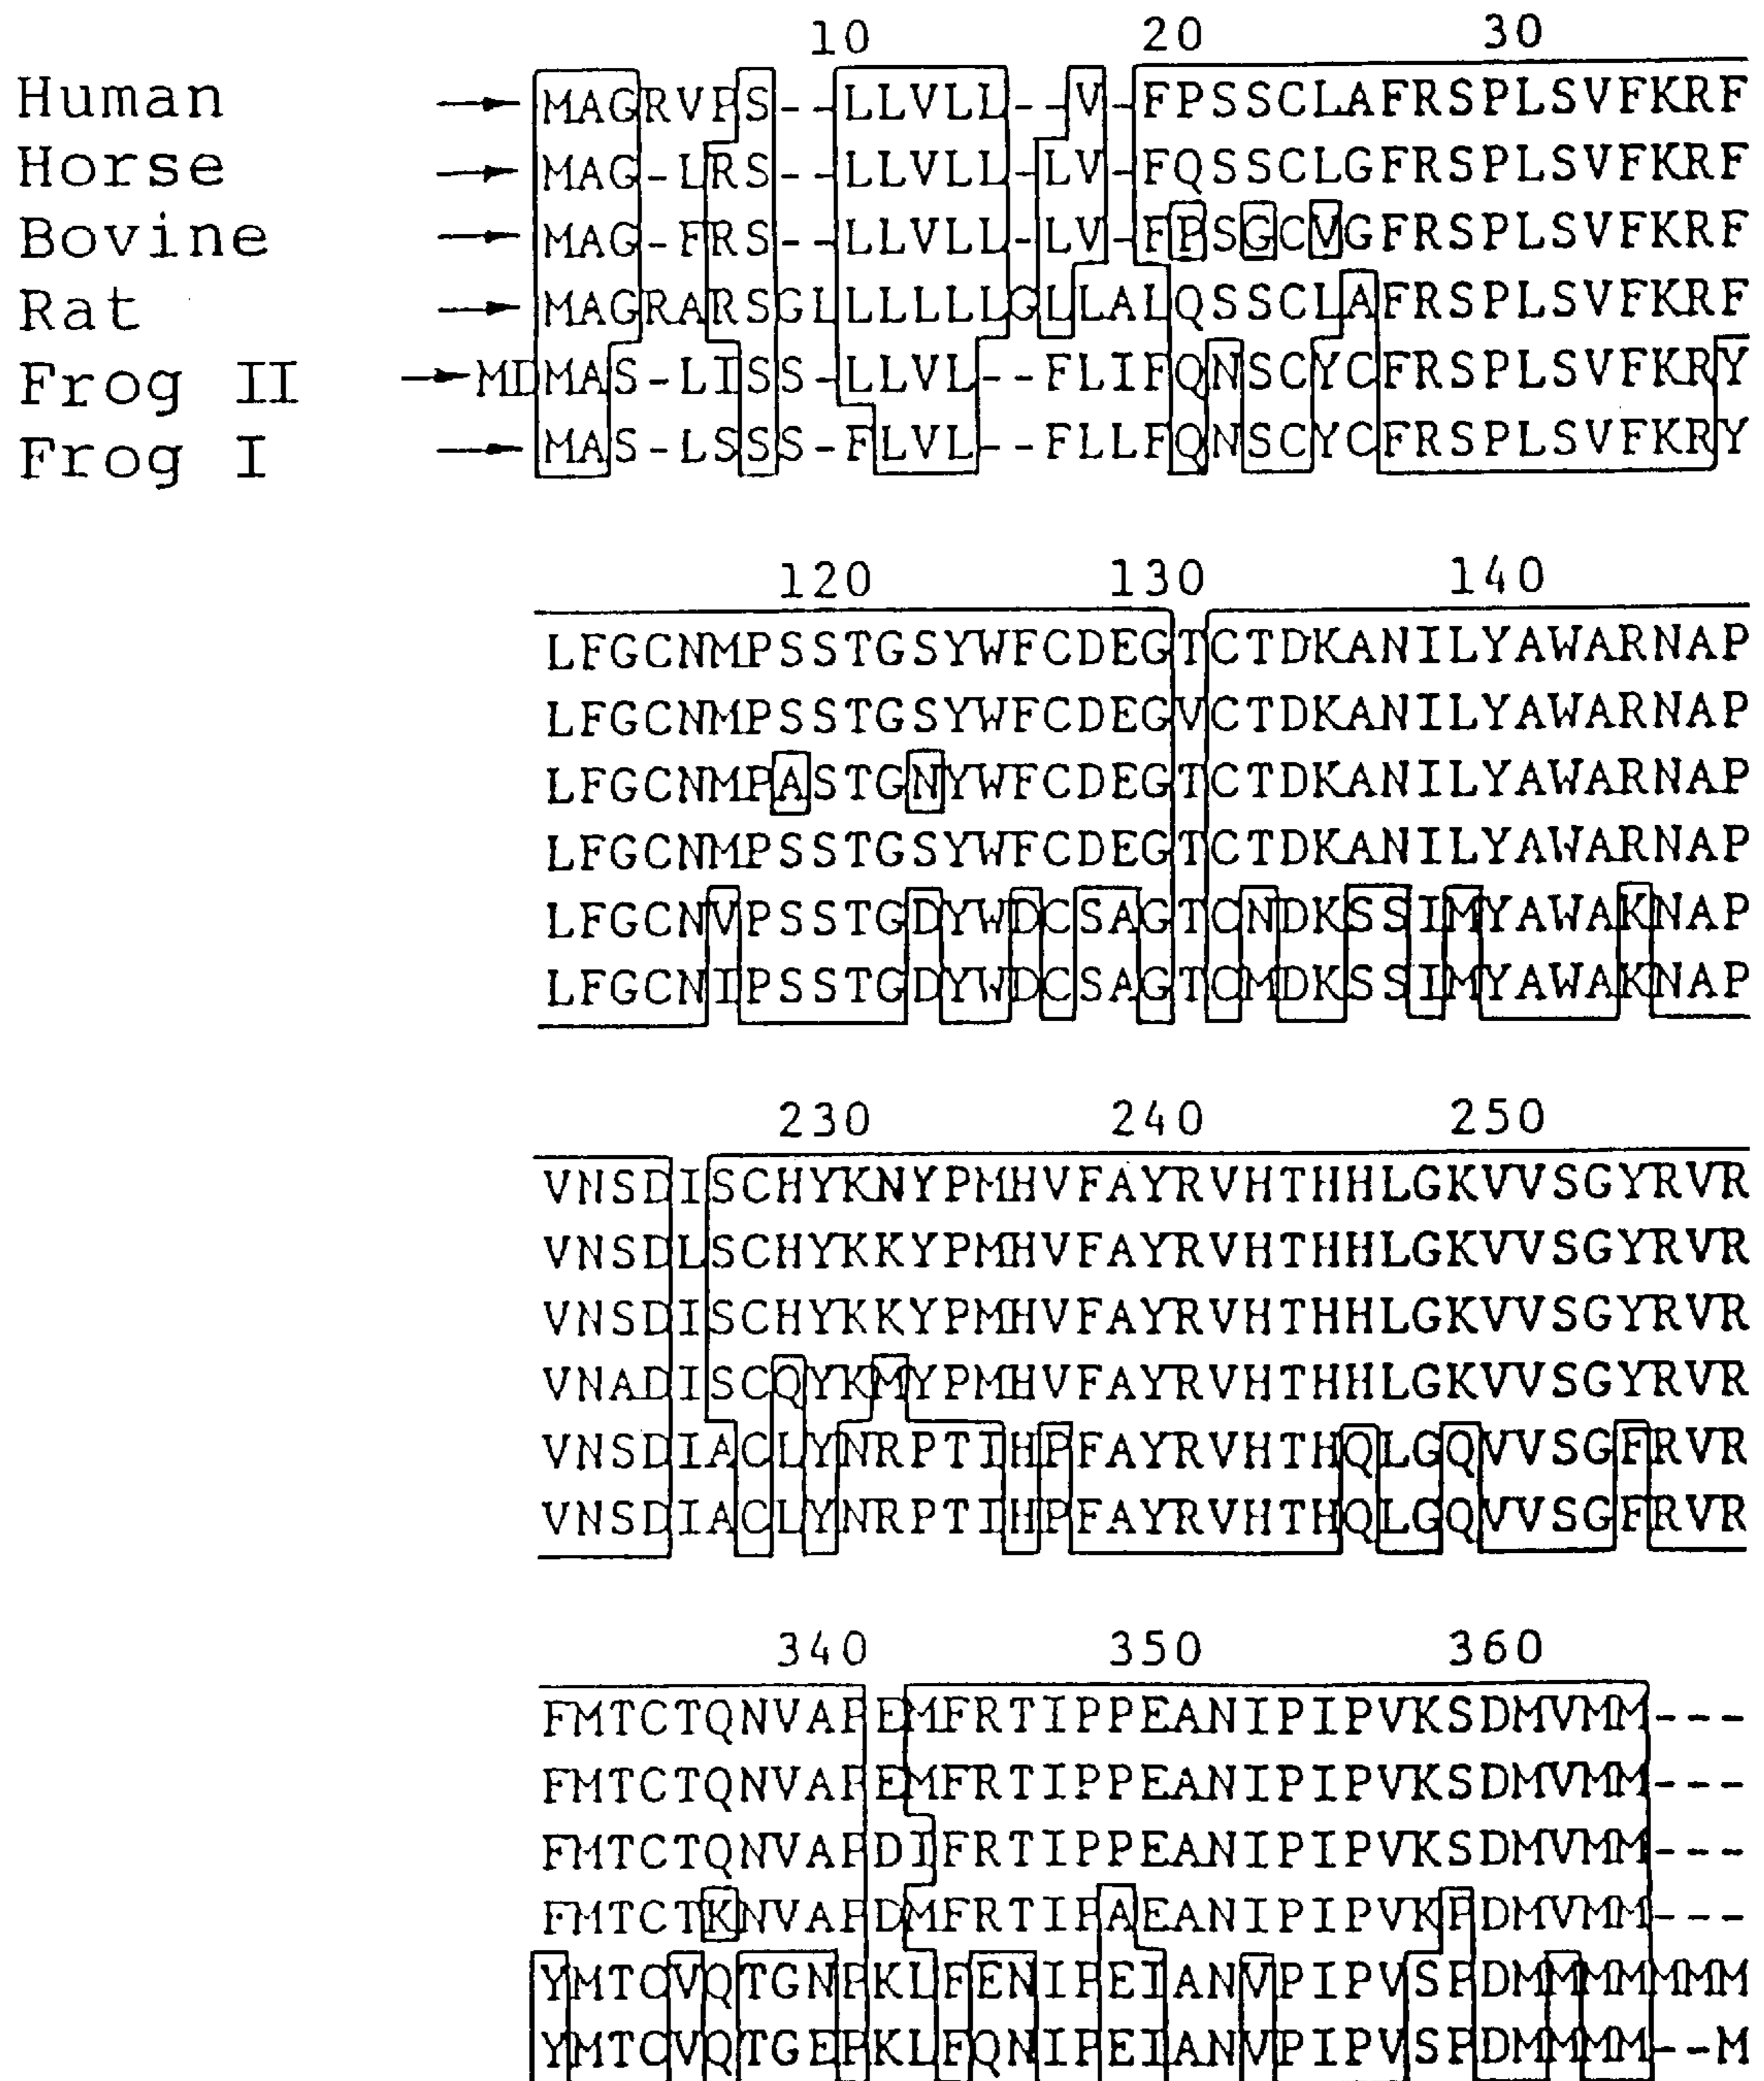 10 20 30
Human MAGRVPS--LLVLL--V-FPSSCLAFRSPLSVFKRF
Horse MAG-LRS--LLVLL-LV-FQSSCLGFRSPLSVFKRF
Bovine MAG-FRS--LLVLL-LV-FPSGCVGFRSPLSVFKRF
Rat MAGRARSGLLLLLLGLLALQSSCLAFRSPLSVFKRF
Frog II MDMAS-LISS-LLVL--FLIFQNSCYCFRSPLSVFKRY
Frog I MAS-LSSS-FLVL--FLLFQNSCYCFRSPLSVFKRY
120 130 140
LFGCNMPSSTGSYWFCDEGTCTDKANILYAWARNAP
LFGCNMPSSTGSYWFCDEGVCTDKANILYAWARNAP
LFGCNMPASTGNYWFCDEGTCTDKANILYAWARNAP
LFGCNMPSSTGSYWFCDEGTCTDKANILYAWARNAP
LFGCNVPSSTGDYWDCSAGTCNDKSSIMYAWAKNAP
LFGCNIPSSTGDYWDCSAGTCMDKSSIMYAWAKNAP
230 240 250
VNSDISCHYKNYPMHVFAYRVHTHHLGKVVSGYRVR
VNSDLSCHYKKYPMHVFAYRVHTHHLGKVVSGYRVR
VNSDISCHYKKYPMHVFAYRVHTHHLGKVVSGYRVR
VNADISCQYKMYPMHVFAYRVHTHHLGKVVSGYRVR
VNSDIACLYNRPTIHPFAYRVHTHQLGQVVSGFRVR
VNSDIACLYNRPTIHPFAYRVHTHQLGQVVSGFRVR
340 350 360
FMTCTQNVAPEMFRTIPPEANIPIPVKSDMVMM---
FMTCTQNVAPEMFRTIPPEANIPIPVKSDMVMM---
FMTCTQNVAPDIFRTIPPEANIPIPVKSDMVMM---
FMTCTKNVAPDMFRTIPAEANIPIPVKPDMVMM---
YMTCVQTGNPKLFENIPEIANVPIPVSPDMMMMMMM
YMTCVQTGEPKLFQNIPEIANVPIPVSPDMMMM--M